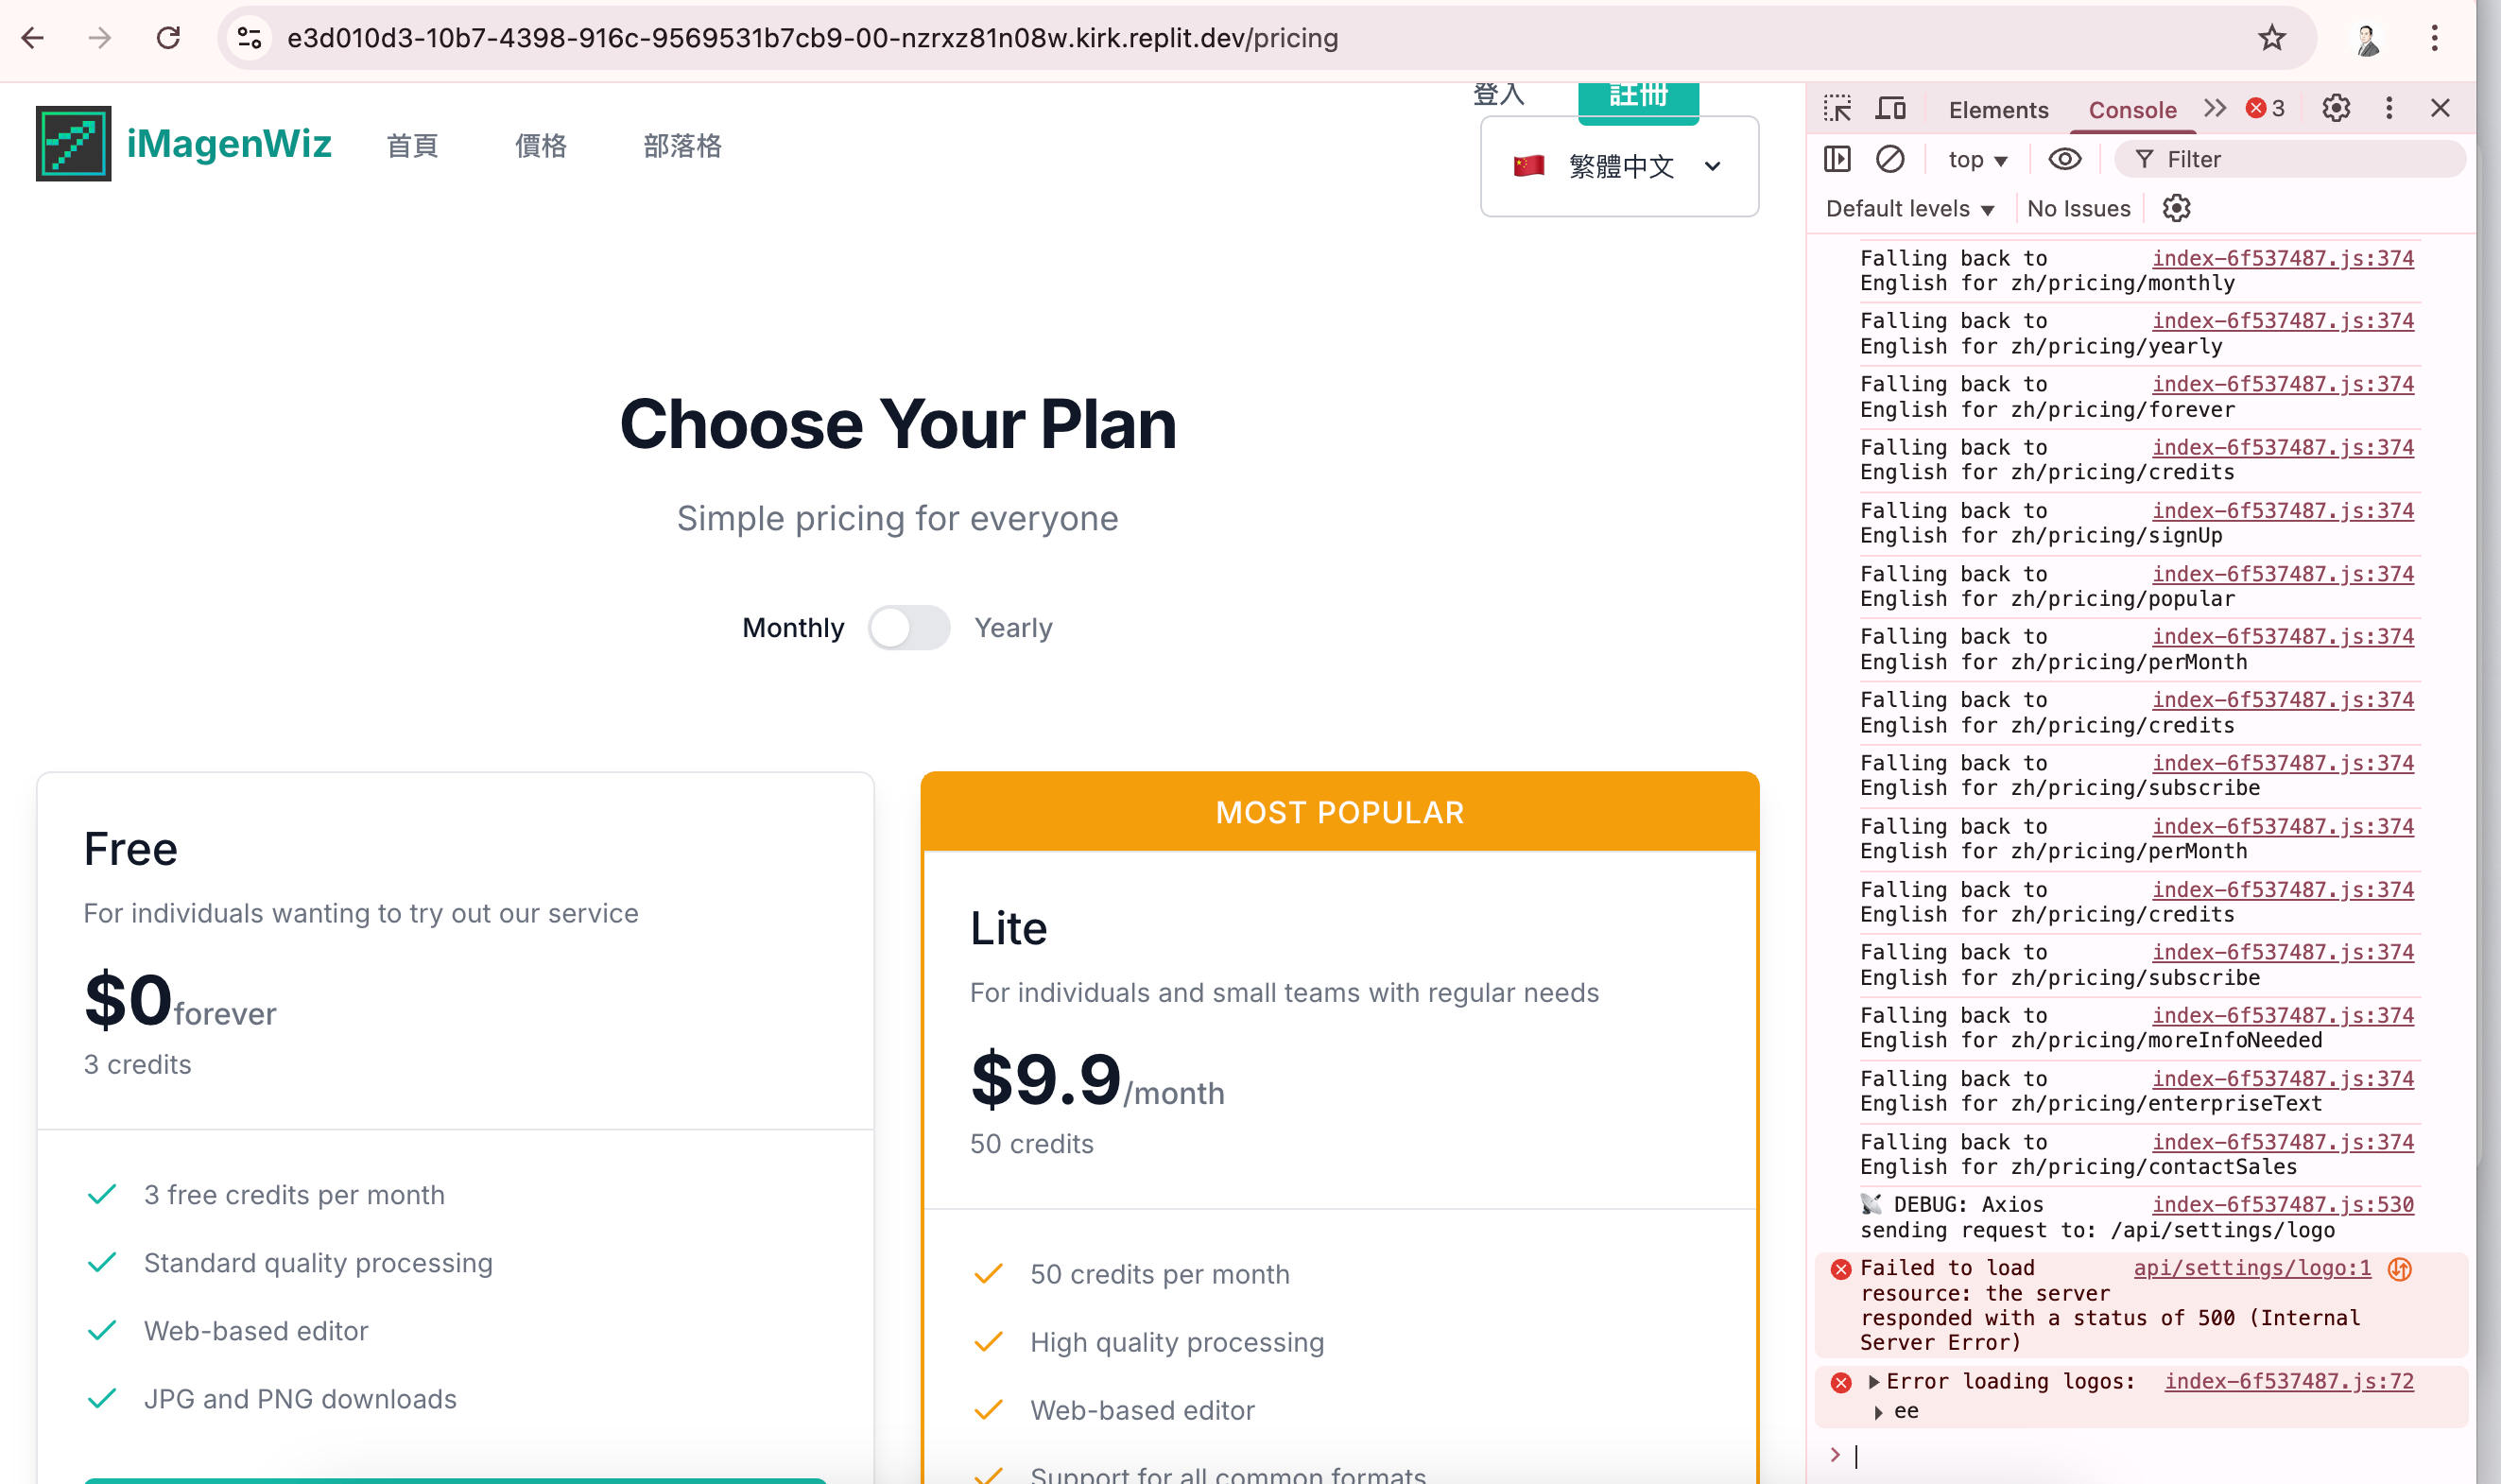 e3d010d3-10b7-4398-916c-9569531b7cb9-00-nzrxz81n08w.kirk.replit.dev/pricing
iMagenWiz
首頁
價格
部落格
登入
註冊
繁體中文
Choose Your Plan
Simple pricing for everyone
Monthly
Yearly
Free
For individuals wanting to try out our service
$0forever
3 credits
3 free credits per month
Standard quality processing
Web-based editor
JPG and PNG downloads
MOST POPULAR
Lite
For individuals and small teams with regular needs
$9.9/month
50 credits
50 credits per month
High quality processing
Web-based editor
Support for all common formats
Elements
Console
3
top
Filter
Default levels
No Issues
Falling back to index-6f537487.js:374
English for zh/pricing/monthly
Falling back to index-6f537487.js:374
English for zh/pricing/yearly
Falling back to index-6f537487.js:374
English for zh/pricing/forever
Falling back to index-6f537487.js:374
English for zh/pricing/credits
Falling back to index-6f537487.js:374
English for zh/pricing/signUp
Falling back to index-6f537487.js:374
English for zh/pricing/popular
Falling back to index-6f537487.js:374
English for zh/pricing/perMonth
Falling back to index-6f537487.js:374
English for zh/pricing/credits
Falling back to index-6f537487.js:374
English for zh/pricing/subscribe
Falling back to index-6f537487.js:374
English for zh/pricing/perMonth
Falling back to index-6f537487.js:374
English for zh/pricing/credits
Falling back to index-6f537487.js:374
English for zh/pricing/subscribe
Falling back to index-6f537487.js:374
English for zh/pricing/moreInfoNeeded
Falling back to index-6f537487.js:374
English for zh/pricing/enterpriseText
Falling back to index-6f537487.js:374
English for zh/pricing/contactSales
DEBUG: Axios index-6f537487.js:530
sending request to: /api/settings/logo
Failed to load api/settings/logo:1
resource: the server
responded with a status of 500 (Internal
Server Error)
Error loading logos: index-6f537487.js:72
ee